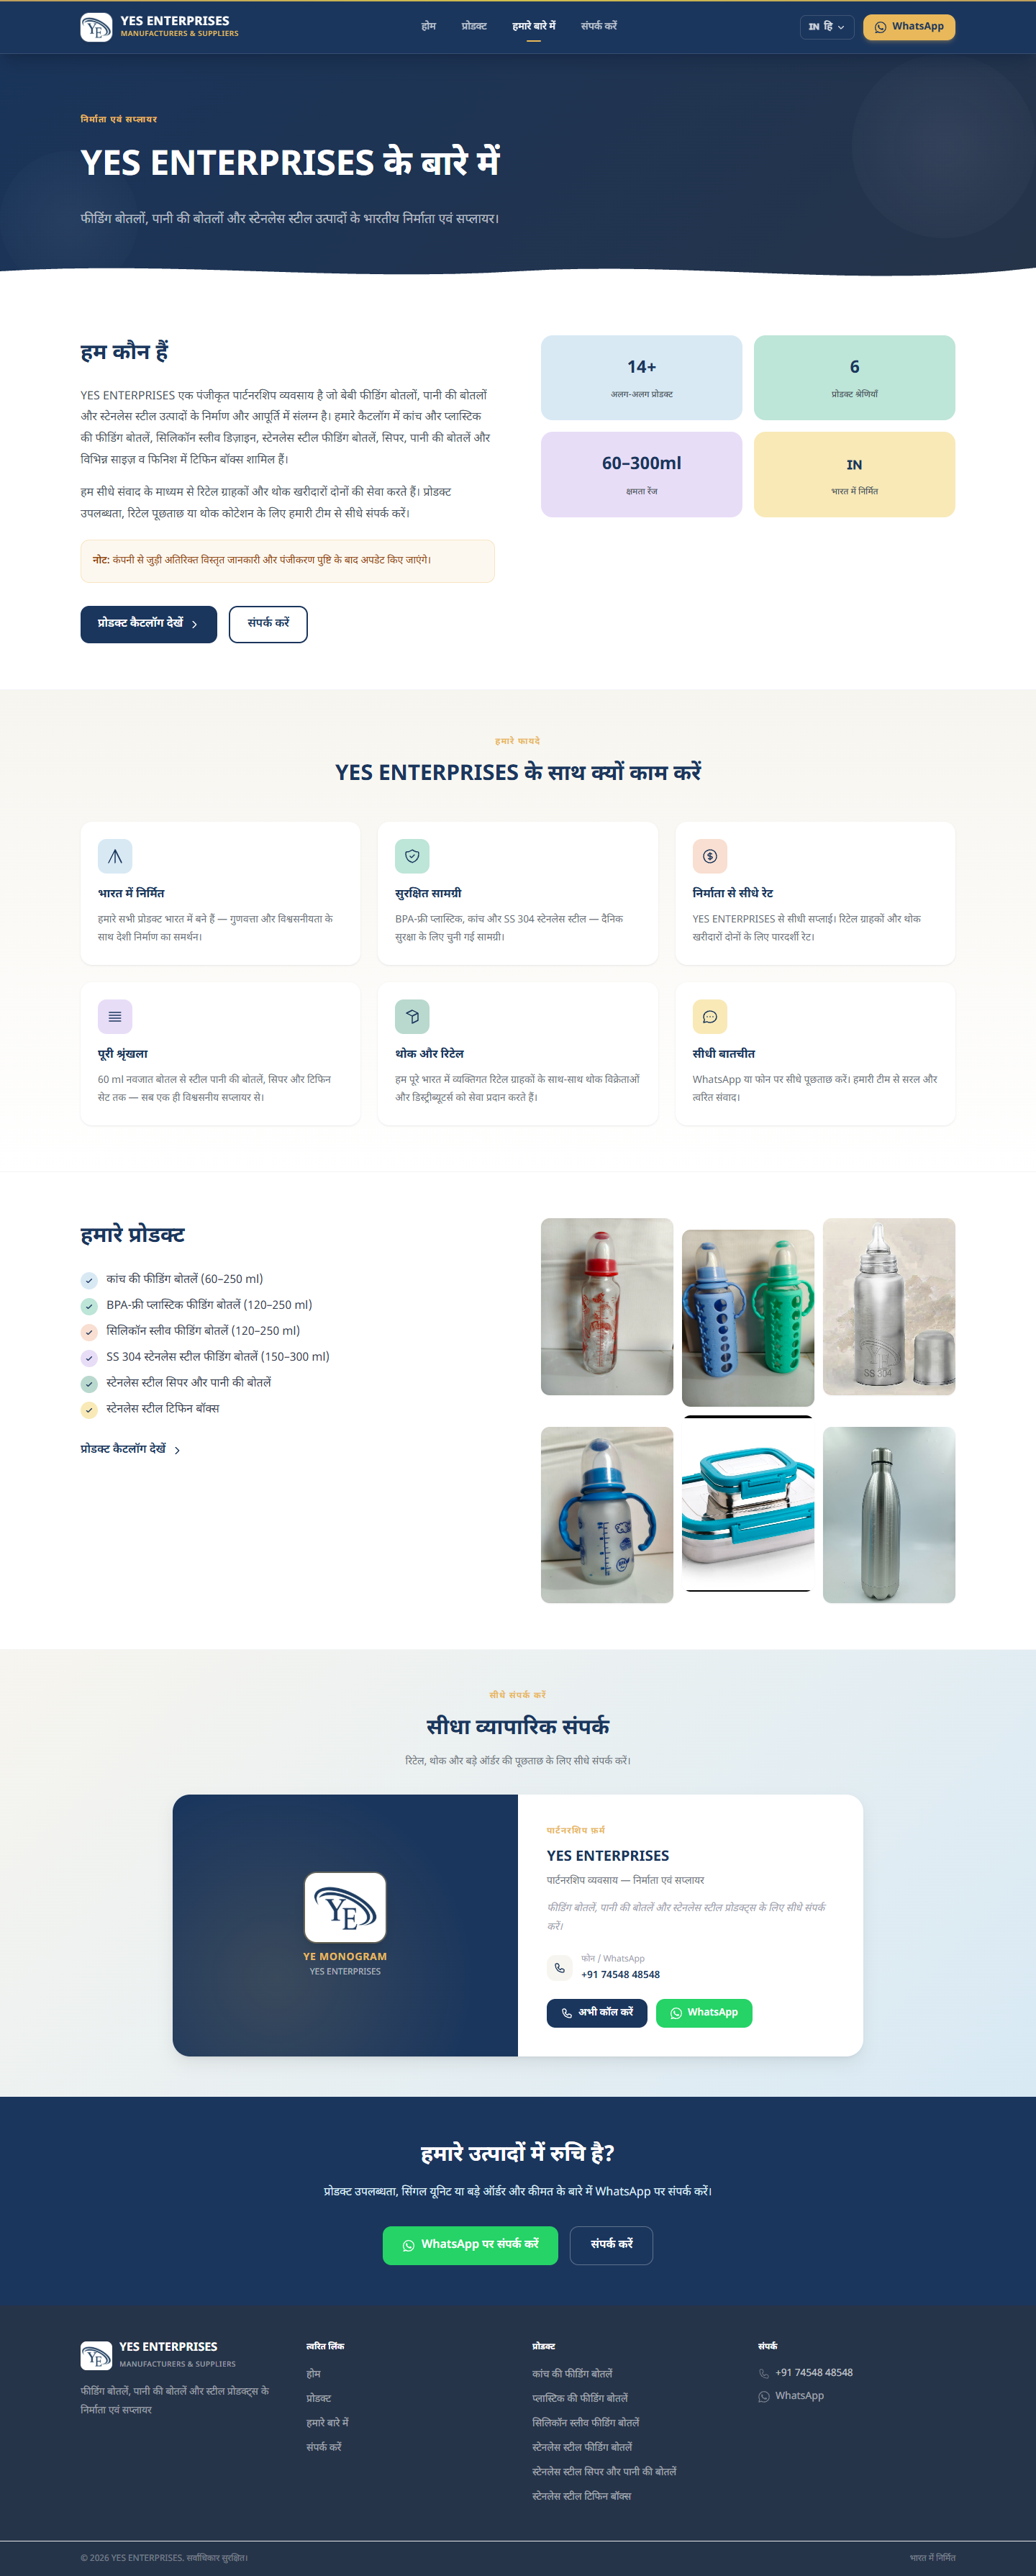 YES ENTERPRISES
MANUFACTURERS & SUPPLIERS
होम
प्रोडक्ट
हमारे बारे में
संपर्क करें
IN हि
WhatsApp
निर्माता एवं सप्लायर
YES ENTERPRISES के बारे में
फीडिंग बोतलों, पानी की बोतलों और स्टेनलेस स्टील उत्पादों के भारतीय निर्माता एवं सप्लायर।
हम कौन हैं
YES ENTERPRISES एक पंजीकृत पार्टनरशिप व्यवसाय है जो बेबी फीडिंग बोतलों, पानी की बोतलों
और स्टेनलेस स्टील उत्पादों के निर्माण और आपूर्ति में संलग्न है। हमारे कैटलॉग में कांच और प्लास्टिक
की फीडिंग बोतलें, सिलिकॉन स्लीव डिज़ाइन, स्टेनलेस स्टील फीडिंग बोतलें, सिपर, पानी की बोतलें और
विभिन्न साइज़ व फिनिश में टिफिन बॉक्स शामिल हैं।
हम सीधे संवाद के माध्यम से रिटेल ग्राहकों और थोक खरीदारों दोनों की सेवा करते हैं। प्रोडक्ट
उपलब्धता, रिटेल पूछताछ या थोक कोटेशन के लिए हमारी टीम से सीधे संपर्क करें।
नोट: कंपनी से जुड़ी अतिरिक्त विस्तृत जानकारी और पंजीकरण पुष्टि के बाद अपडेट किए जाएंगे।
प्रोडक्ट कैटलॉग देखें
संपर्क करें
14+
अलग-अलग प्रोडक्ट
6
प्रोडक्ट श्रेणियाँ
60–300ml
क्षमता रेंज
IN
भारत में निर्मित
हमारे फायदे
YES ENTERPRISES के साथ क्यों काम करें
भारत में निर्मित
हमारे सभी प्रोडक्ट भारत में बने हैं — गुणवत्ता और विश्वसनीयता के
साथ देशी निर्माण का समर्थन।
सुरक्षित सामग्री
BPA-फ्री प्लास्टिक, कांच और SS 304 स्टेनलेस स्टील — दैनिक
सुरक्षा के लिए चुनी गई सामग्री।
निर्माता से सीधे रेट
YES ENTERPRISES से सीधी सप्लाई। रिटेल ग्राहकों और थोक
खरीदारों दोनों के लिए पारदर्शी रेट।
पूरी श्रृंखला
60 ml नवजात बोतल से स्टील पानी की बोतलें, सिपर और टिफिन
सेट तक — सब एक ही विश्वसनीय सप्लायर से।
थोक और रिटेल
हम पूरे भारत में व्यक्तिगत रिटेल ग्राहकों के साथ-साथ थोक विक्रेताओं
और डिस्ट्रीब्यूटर्स को सेवा प्रदान करते हैं।
सीधी बातचीत
WhatsApp या फोन पर सीधे पूछताछ करें। हमारी टीम से सरल और
त्वरित संवाद।
हमारे प्रोडक्ट
कांच की फीडिंग बोतलें (60–250 ml)
BPA-फ्री प्लास्टिक फीडिंग बोतलें (120–250 ml)
सिलिकॉन स्लीव फीडिंग बोतलें (120–250 ml)
SS 304 स्टेनलेस स्टील फीडिंग बोतलें (150–300 ml)
स्टेनलेस स्टील सिपर और पानी की बोतलें
स्टेनलेस स्टील टिफिन बॉक्स
प्रोडक्ट कैटलॉग देखें
SS 304
सीधे संपर्क करें
सीधा व्यापारिक संपर्क
रिटेल, थोक और बड़े ऑर्डर की पूछताछ के लिए सीधे संपर्क करें।
YE
YE MONOGRAM
YES ENTERPRISES
पार्टनरशिप फ़र्म
YES ENTERPRISES
पार्टनरशिप व्यवसाय — निर्माता एवं सप्लायर
फीडिंग बोतलें, पानी की बोतलें और स्टेनलेस स्टील प्रोडक्ट्स के लिए सीधे संपर्क
करें।
फोन / WhatsApp
+91 74548 48548
अभी कॉल करें
WhatsApp
हमारे उत्पादों में रुचि है?
प्रोडक्ट उपलब्धता, सिंगल यूनिट या बड़े ऑर्डर और कीमत के बारे में WhatsApp पर संपर्क करें।
WhatsApp पर संपर्क करें
संपर्क करें
YES ENTERPRISES
MANUFACTURERS & SUPPLIERS
फीडिंग बोतलें, पानी की बोतलें और स्टील प्रोडक्ट्स के
निर्माता एवं सप्लायर
त्वरित लिंक
होम
प्रोडक्ट
हमारे बारे में
संपर्क करें
प्रोडक्ट
कांच की फीडिंग बोतलें
प्लास्टिक की फीडिंग बोतलें
सिलिकॉन स्लीव फीडिंग बोतलें
स्टेनलेस स्टील फीडिंग बोतलें
स्टेनलेस स्टील सिपर और पानी की बोतलें
स्टेनलेस स्टील टिफिन बॉक्स
संपर्क
+91 74548 48548
WhatsApp
© 2026 YES ENTERPRISES. सर्वाधिकार सुरक्षित।
भारत में निर्मित